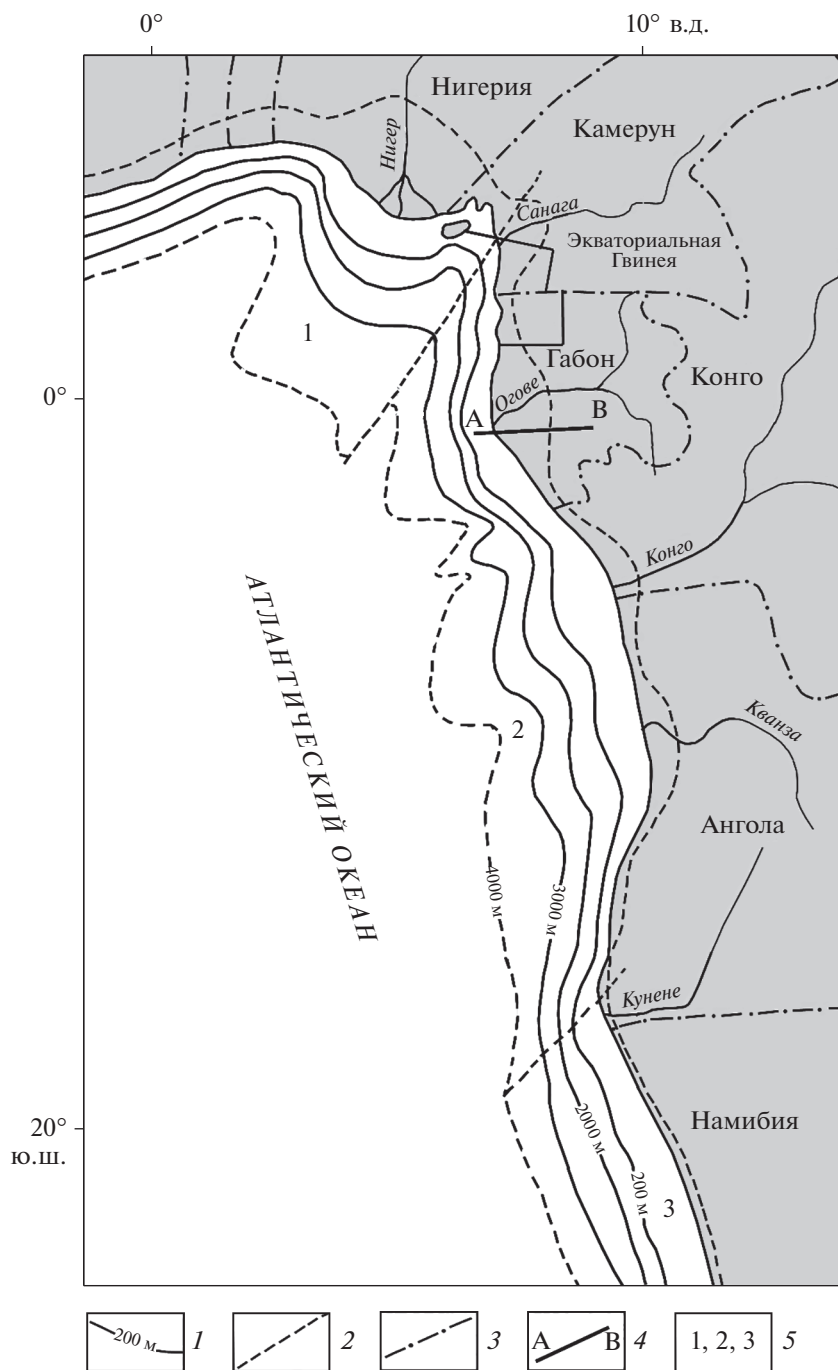 0°
10° в.д.
Нигерия
Нигер
Камерун
Санага
Экваториальная
Гвинея
1
Габон
Конго
0°
Огове
A
B
Конго
АТЛАНТИЧЕСКИЙ ОКЕАН
2
Кванза
Ангола
4000 м
3000 м
Кунене
20°
ю.ш.
Намибия
2000 м
200 м
3
200 м
1
2
3
A
B
4
1, 2, 3
5